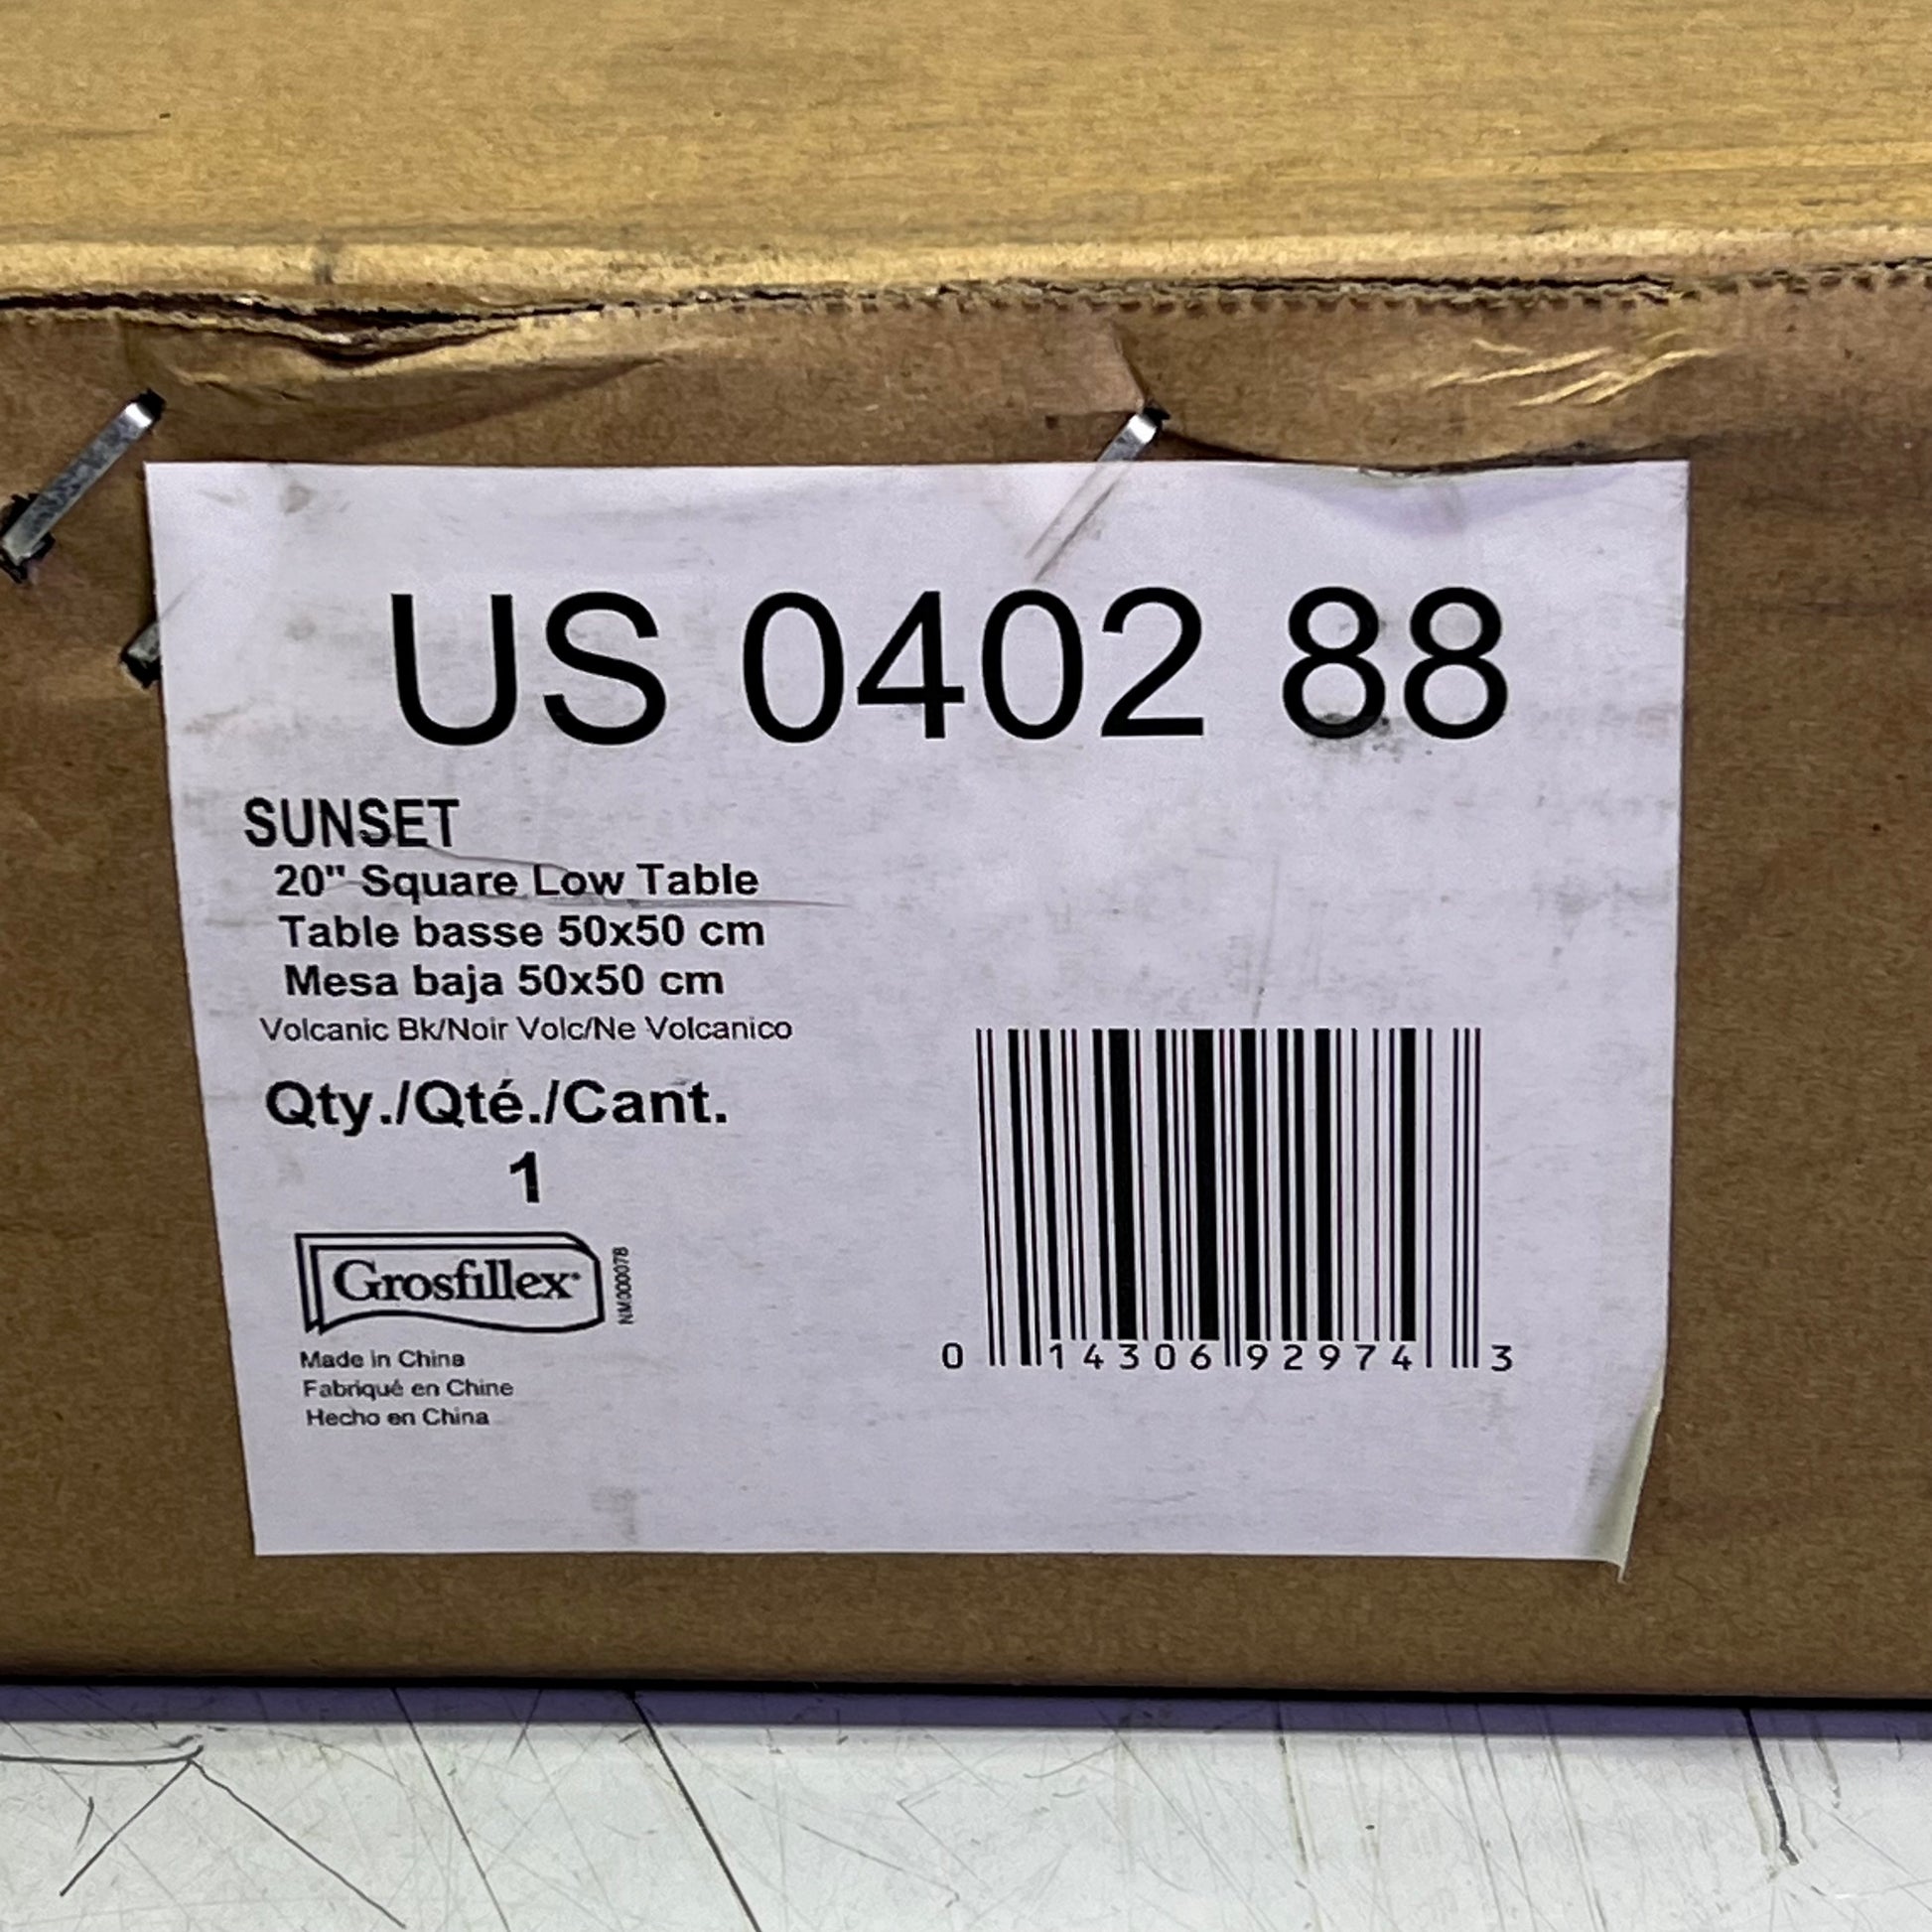 US 0402 88
SUNSET
20" Square Low Table
Table basse 50x50 cm
Mesa baja 50x50 cm
Volcanic Bk/Noir Volc/Ne Volcanico
Qty./Qté./Cant.
1
Grosfillex
NM000078
Made in China
Fabriqué en Chine
Hecho en China
0 14306 92974 3